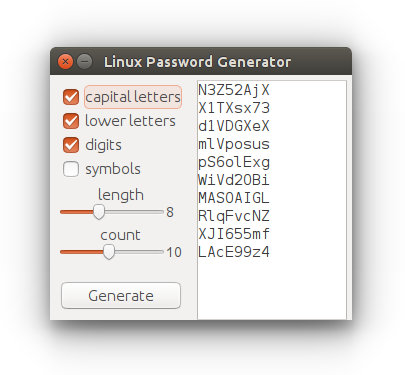 Linux Password Generator
capital letters
lower letters
digits
symbols
length
8
count
10
Generate
N3Z52AjX
X1TXsx73
d1VDGXeX
mlVposus
pS6olExg
WiVd2OBi
MASOAIGL
RlqFvcNZ
XJI655mf
LAcE99z4